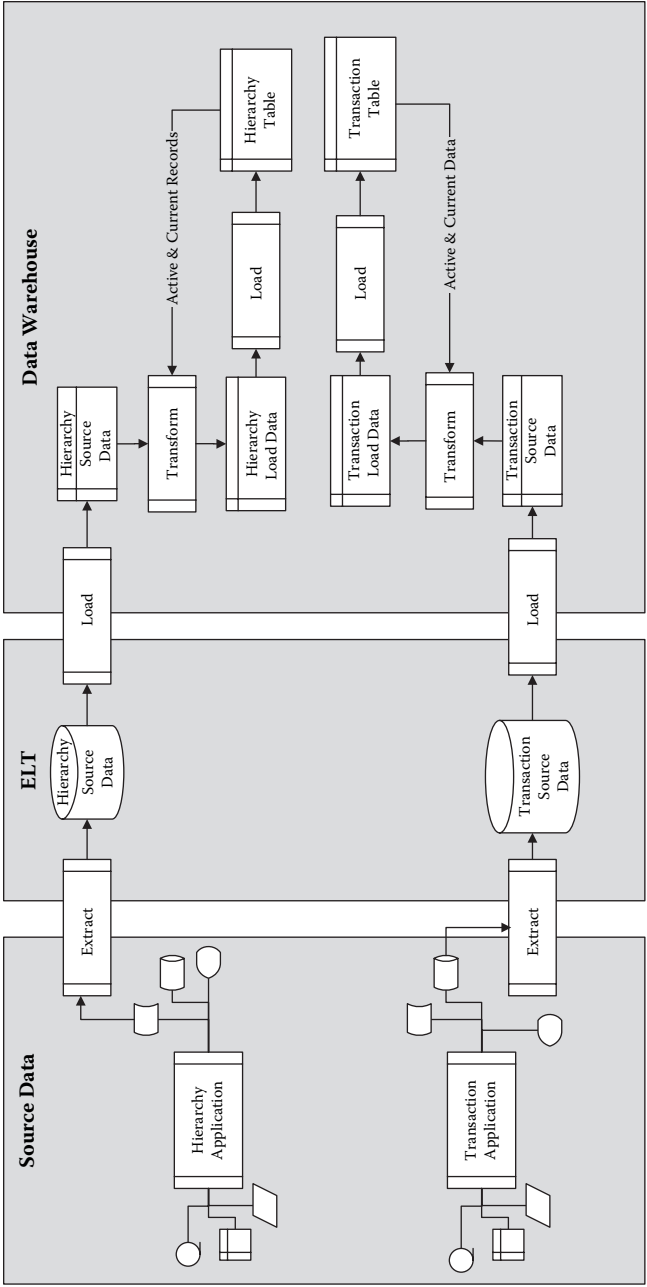 Source Data
Hierarchy
Application
Transaction
Application
Extract
Extract
ELT
Hierarchy
Source
Data
Transaction
Source
Data
Load
Load
Data Warehouse
Hierarchy
Source
Data
Transform
Active & Current Records
Hierarchy
Load Data
Load
Hierarchy
Table
Transaction
Table
Load
Transaction
Load Data
Active & Current Data
Transform
Transaction
Source
Data